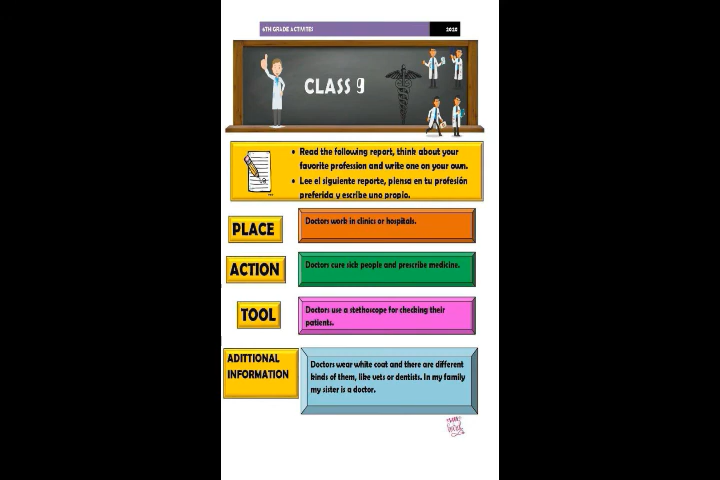 6TH GRADE ACTIVITES 2020
CLASS 9
• Read the following report, think about your
favorite profession and write one on your own.
• Lee el siguiente reporte, piensa en tu profesión
preferida y escribe uno propio.
PLACE
Doctors work in clinics or hospitals.
ACTION
Doctors cure sick people and prescribe medicine.
TOOL
Doctors use a stethoscope for checking their
patients.
ADITTIONAL
INFORMATION
Doctors wear white coat and there are different
kinds of them, like vets or dentists. In my family
my sister is a doctor.